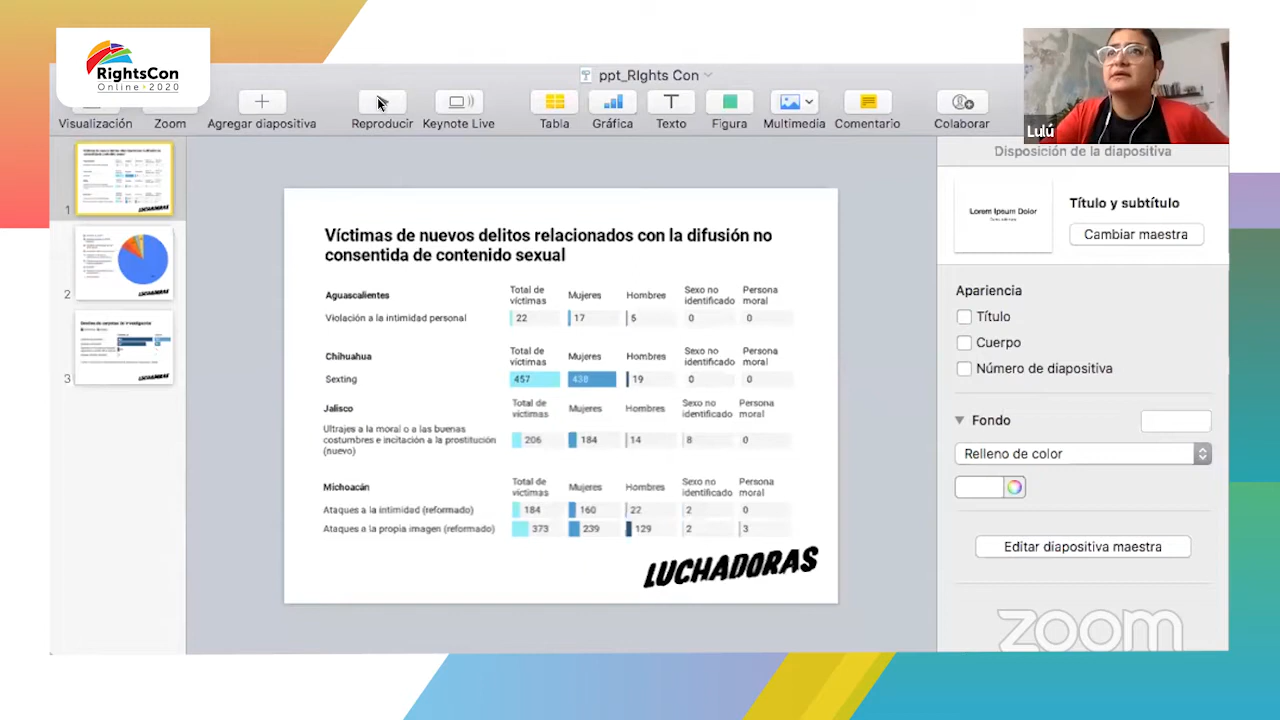 RightsCon
Online 2020
ppt_RIghts Con
Visualización
Zoom
Agregar diapositiva
Reproducir
Keynote Live
Tabla
Gráfica
Texto
Figura
Multimedia
Comentario
Colaborar
Lulú
1
LUCHADORAS
2
LUCHADORAS
3
LUCHADORAS
Víctimas de nuevos delitos relacionados con la difusión no
consentida de contenido sexual
Aguascalientes Total de víctimas Mujeres Hombres Sexo no identificado Persona moral
Violación a la intimidad personal 22 17 5 0 0
Chihuahua Total de víctimas Mujeres Hombres Sexo no identificado Persona moral
Sexting 457 438 19 0 0
Jalisco Total de víctimas Mujeres Hombres Sexo no identificado Persona moral
Ultrajes a la moral o a las buenas
costumbres e incitación a la prostitución 206 184 14 8 0
(nuevo)
Michoacán Total de víctimas Mujeres Hombres Sexo no identificado Persona moral
Ataques a la intimidad (reformado) 184 160 22 2 0
Ataques a la propia imagen (reformado) 373 239 129 2 3
LUCHADORAS
Disposición de la diapositiva
Lorem Ipsum Dolor
Título y subtítulo
Cambiar maestra
Apariencia
Título
Cuerpo
Número de diapositiva
Fondo
Relleno de color
Editar diapositiva maestra
zoom